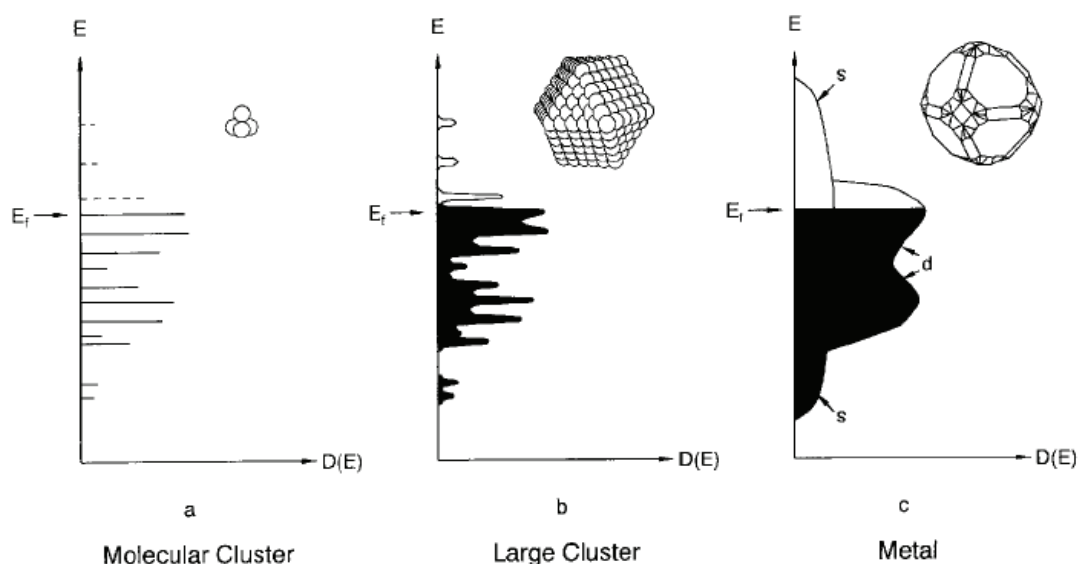 E
E
E
s
E_f
E_f
E_f
d
s
D(E)
D(E)
D(E)
a
b
c
Molecular Cluster
Large Cluster
Metal